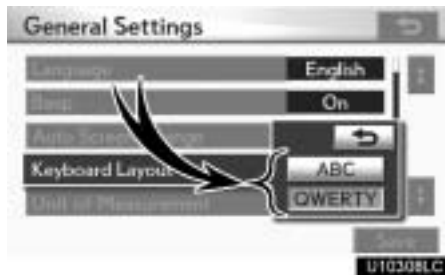 General Settings
Language English
Beep On
Auto Screen Change
Keyboard Layout
ABC
Unit of Measurement QWERTY
Save
U10308LC